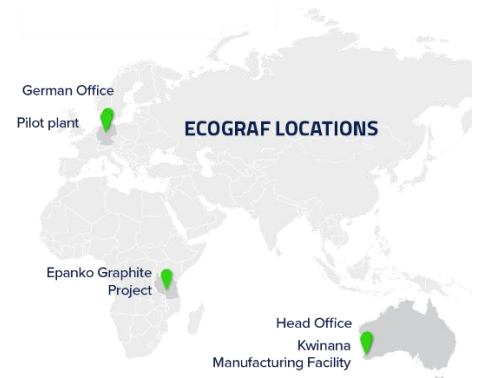 German Office
Pilot plant
ECOGRAF LOCATIONS
Epanko Graphite
Project
Head Office
Kwinana
Manufacturing Facility